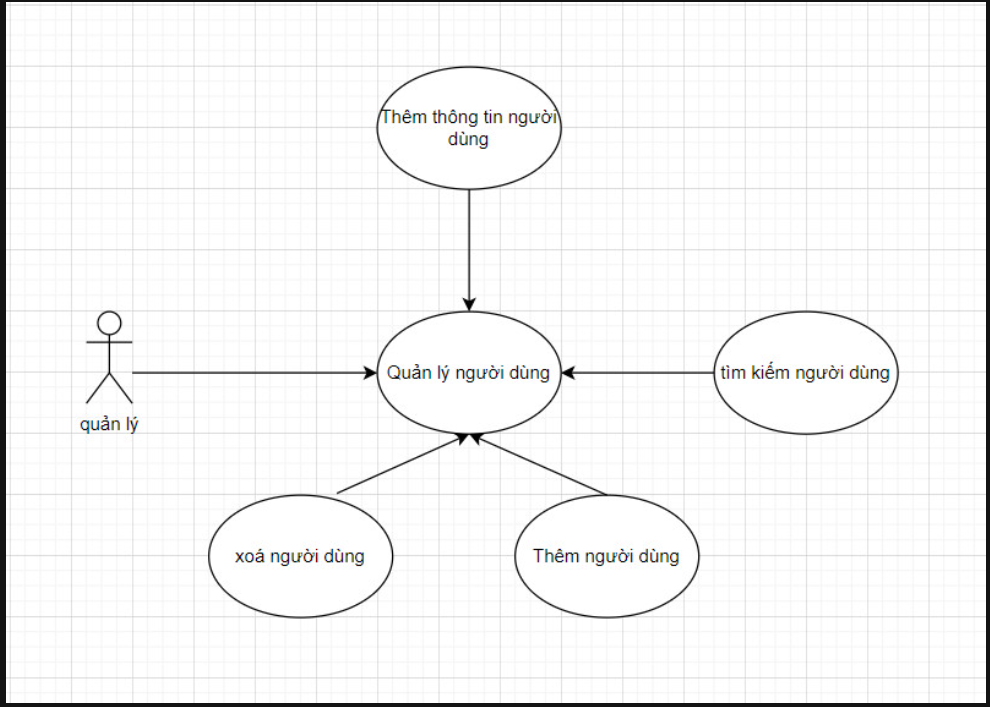 Thêm thông tin người
dùng
Quản lý người dùng
tìm kiếm người dùng
quản lý
xoá người dùng
Thêm người dùng